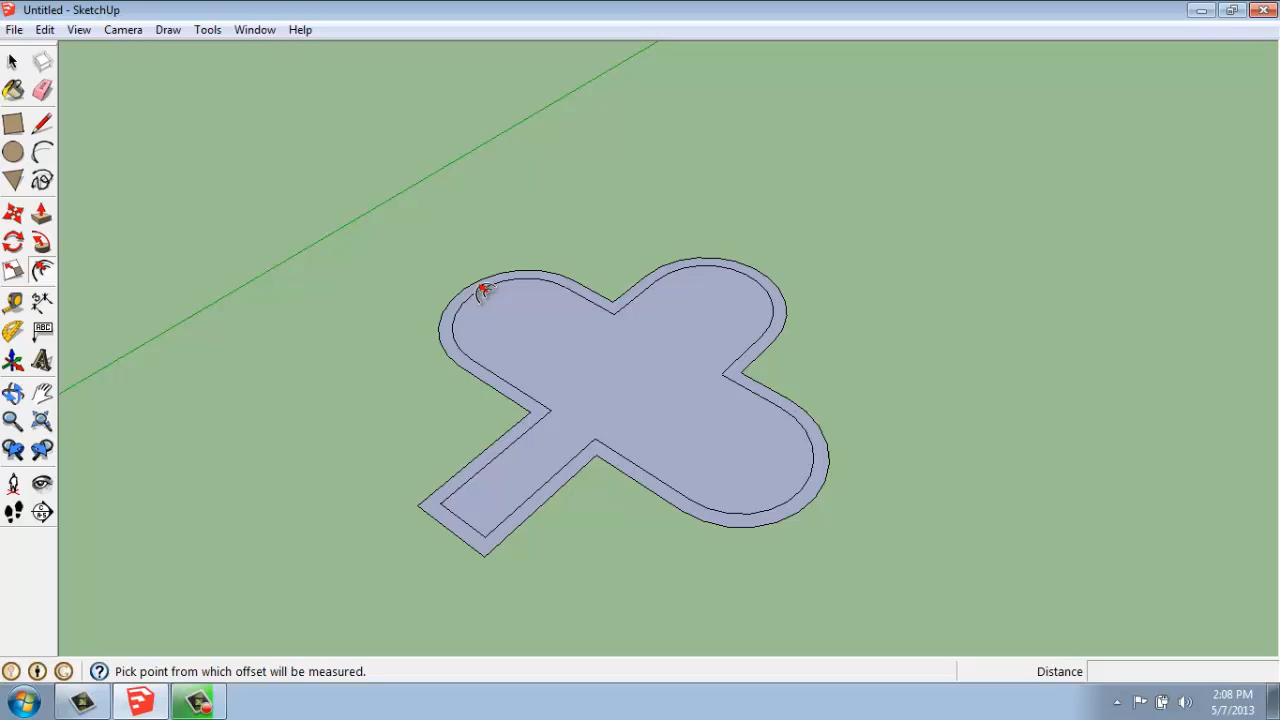 Untitled - SketchUp
File Edit View Camera Draw Tools Window Help
ABC
Pick point from which offset will be measured.
Distance
2:08 PM
5/7/2013